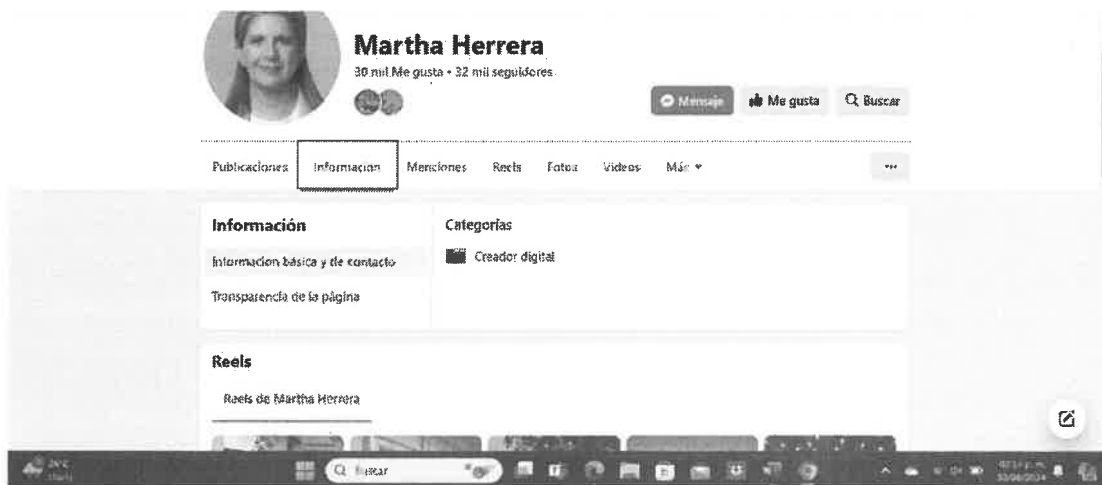 Martha Herrera
30 mil Me gusta • 32 mil seguidores
Mensaje Me gusta Buscar
Publicaciones Información Menciones Reels Fotos Videos Más
Información Categorías
Información básica y de contacto Creador digital
Transparencia de la página
Reels
Reels de Martha Herrera
Buscar